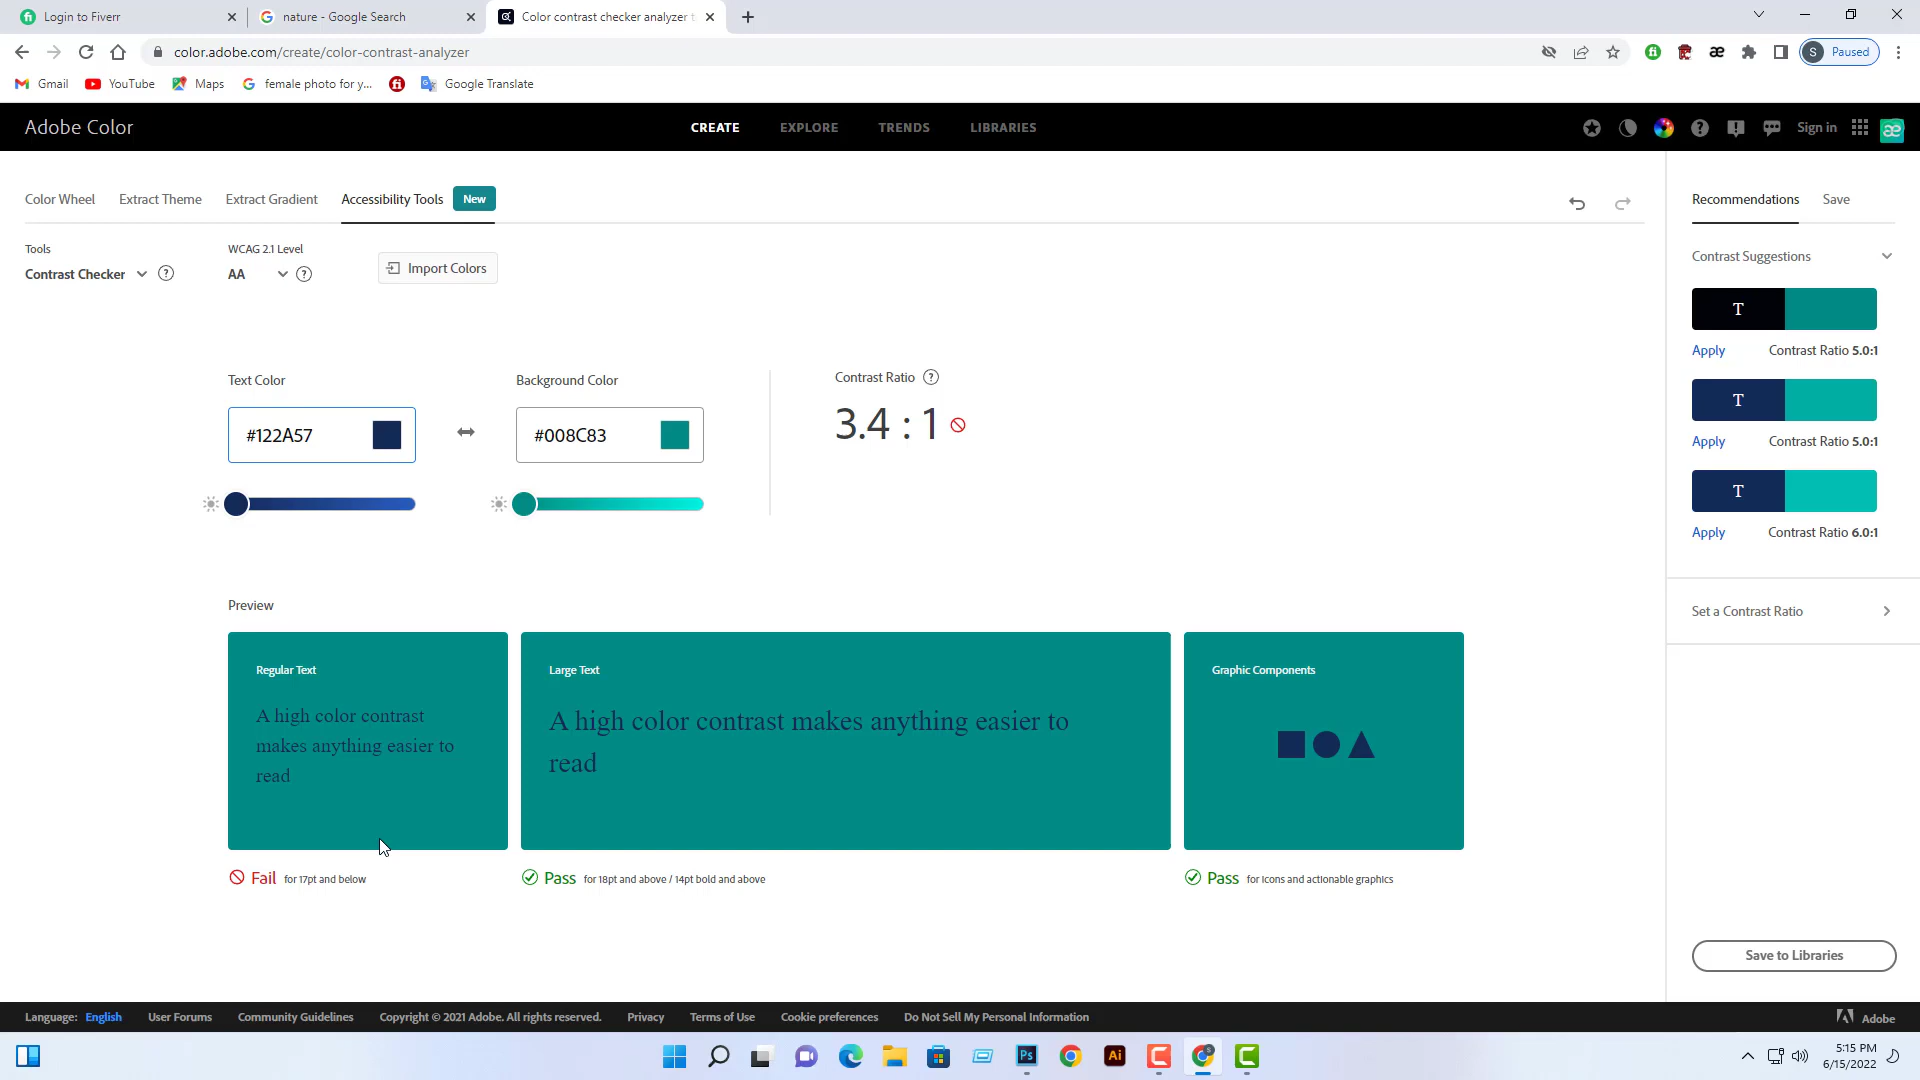 Login to Fiverr
nature - Google Search
Color contrast checker analyzer t
color.adobe.com/create/color-contrast-analyzer
S Paused
Gmail
YouTube
Maps
female photo for y...
Google Translate
Adobe Color
CREATE
EXPLORE
TRENDS
LIBRARIES
Sign in
Color Wheel
Extract Theme
Extract Gradient
Accessibility Tools
New
Recommendations
Save
Tools
Contrast Checker
WCAG 2.1 Level
AA
Import Colors
Contrast Suggestions
T
Apply
Contrast Ratio 5.0:1
T
Apply
Contrast Ratio 5.0:1
T
Apply
Contrast Ratio 6.0:1
Set a Contrast Ratio
Text Color
#122A57
Background Color
#008C83
Contrast Ratio
3.4 : 1
Preview
Regular Text
A high color contrast
makes anything easier to
read
Large Text
A high color contrast makes anything easier to
read
Graphic Components
Fail for 17pt and below
Pass for 18pt and above / 14pt bold and above
Pass for icons and actionable graphics
Save to Libraries
Language: English
User Forums
Community Guidelines
Copyright © 2021 Adobe. All rights reserved.
Privacy
Terms of Use
Cookie preferences
Do Not Sell My Personal Information
Adobe
Ps
Ai
5:15 PM
6/15/2022